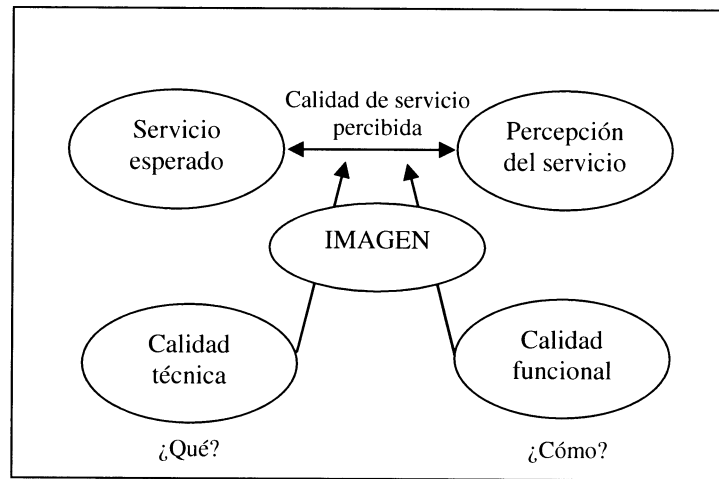 Calidad de servicio
percibida
Servicio
esperado
Percepción
del servicio
IMAGEN
Calidad
técnica
Calidad
funcional
¿Qué?
¿Cómo?